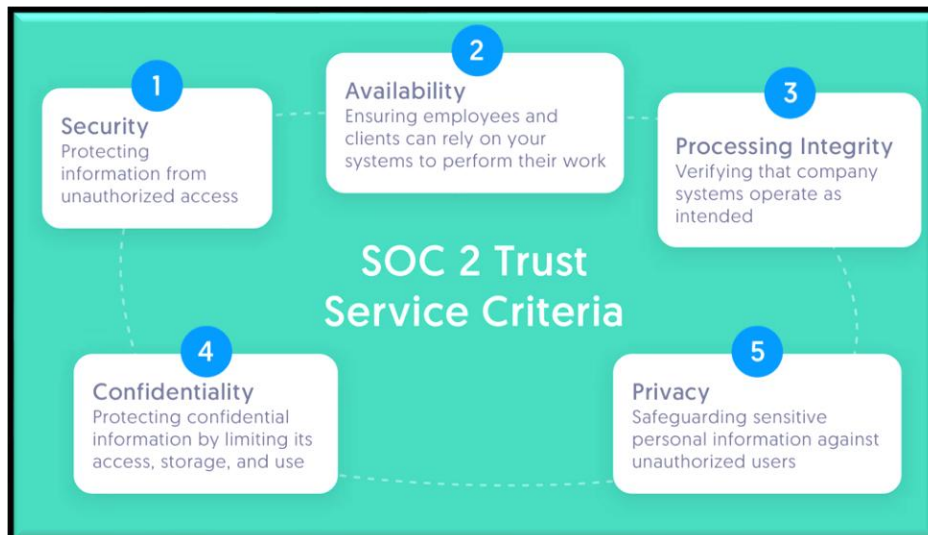 1
Security
Protecting
information from
unauthorized access
2
Availability
Ensuring employees and
clients can rely on your
systems to perform their work
3
Processing Integrity
Verifying that company
systems operate as
intended
SOC 2 Trust
Service Criteria
4
Confidentiality
Protecting confidential
information by limiting its
access, storage, and use
5
Privacy
Safeguarding sensitive
personal information against
unauthorized users